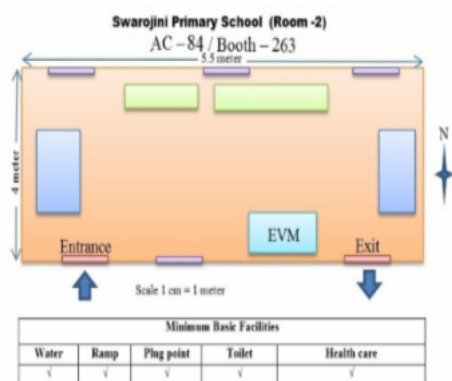 Swarojini Primary School (Room -2)
AC – 84 / Booth – 263
5.5 meter
4 meter
N
EVM
Entrance
Exit
Scale 1 cm = 1 meter
Minimum Basic Facilities
Water Ramp Plug point Toilet Health care
√ √ √ √ √